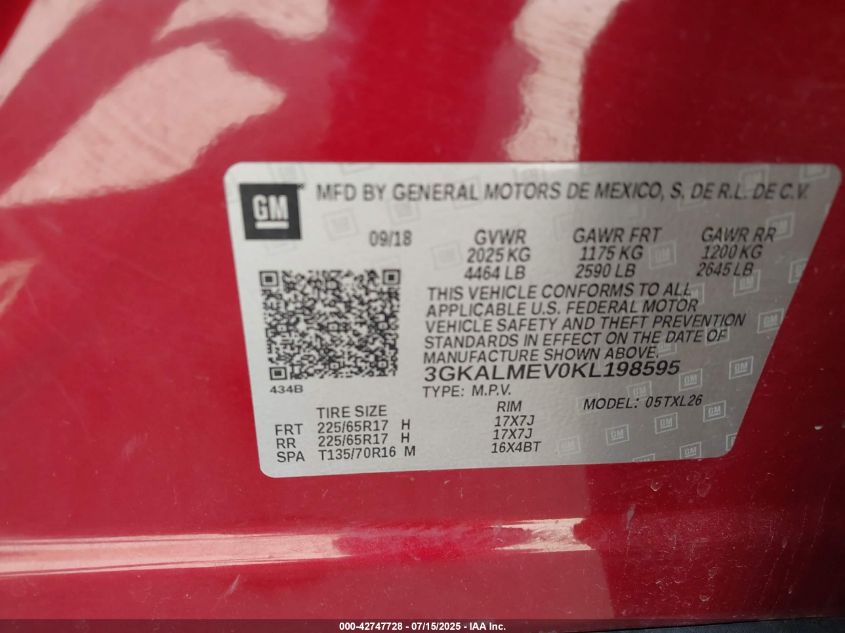 GM
MFD BY GENERAL MOTORS DE MEXICO, S. DE R.L. DE C.V.
09/18 GVWR GAWR FRT GAWR RR
2025 KG 1175 KG 1200 KG
4464 LB 2590 LB 2645 LB
THIS VEHICLE CONFORMS TO ALL
APPLICABLE U.S. FEDERAL MOTOR
VEHICLE SAFETY AND THEFT PREVENTION
STANDARDS IN EFFECT ON THE DATE OF
MANUFACTURE SHOWN ABOVE.
3GKALMEV0KL198595
434B
TYPE: M.P.V. MODEL: 05TXL26
TIRE SIZE RIM
FRT 225/65R17 H 17X7J
RR 225/65R17 H 17X7J
SPA T135/70R16 M 16X4BT
000-42747728 - 07/15/2025 - IAA Inc.